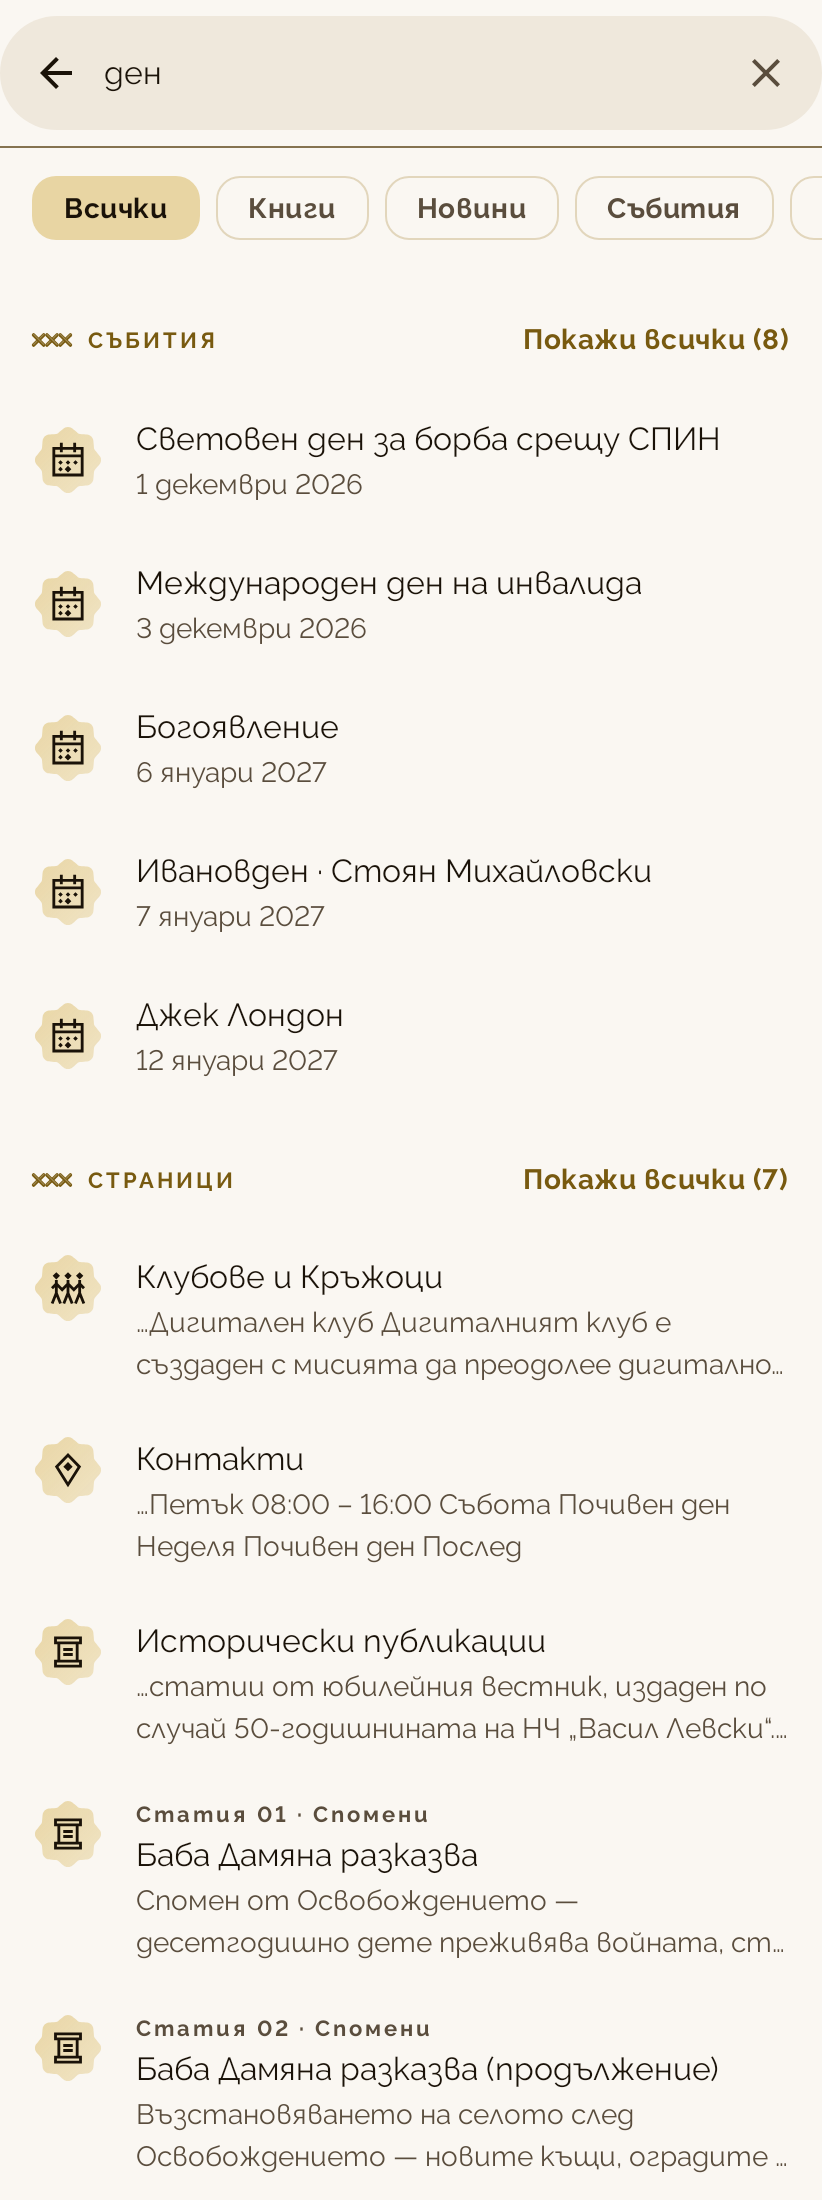 ден
Всички
Книги
Новини
Събития
СЪБИТИЯ
Покажи всички (8)
Световен ден за борба срещу СПИН
1 декември 2026
Международен ден на инвалида
3 декември 2026
Богоявление
6 януари 2027
Ивановден · Стоян Михайловски
7 януари 2027
Джек Лондон
12 януари 2027
СТРАНИЦИ
Покажи всички (7)
Клубове и Кръжоци
…Дигитален клуб Дигиталният клуб е
създаден с мисията да преодолее дигитално…
Контакти
…Петък 08:00 – 16:00 Събота Почивен ден
Неделя Почивен ден Послед
Исторически публикации
…статии от юбилейния вестник, издаден по
случай 50-годишнината на НЧ „Васил Левски“.…
Статия 01 · Спомени
Баба Дамяна разказва
Спомен от Освобождението —
десетгодишно дете преживява войната, ст…
Статия 02 · Спомени
Баба Дамяна разказва (продължение)
Възстановяването на селото след
Освобождението — новите къщи, оградите …